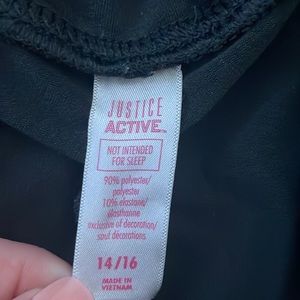 JUSTICE
ACTIVE™
NOT INTENDED
FOR SLEEP
90% polyester/
polyester
10% elastane/
élasthanne
exclusive of decoration/
sauf décorations
14/16
MADE IN
VIETNAM